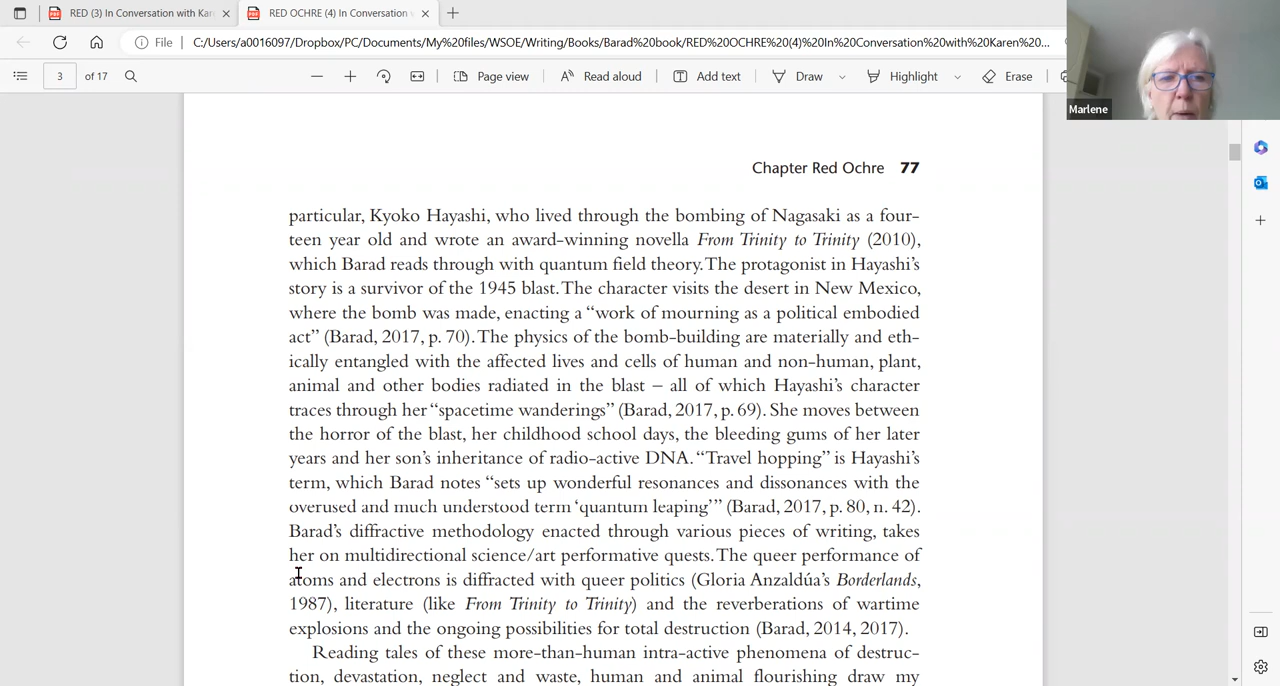 RED (3) In Conversation with Kar
RED OCHRE (4) In Conversation
File
C:/Users/a0016097/Dropbox/PC/Documents/My%20files/WSOE/Writing/Books/Barad%20book/RED%20OCHRE%20(4)%20In%20Conversation%20with%20Karen%20...
3 of 17
Page view
Read aloud
Add text
Draw
Highlight
Erase
Marlene
Chapter Red Ochre 77
particular, Kyoko Hayashi, who lived through the bombing of Nagasaki as a four-
teen year old and wrote an award-winning novella From Trinity to Trinity (2010),
which Barad reads through with quantum field theory. The protagonist in Hayashi's
story is a survivor of the 1945 blast. The character visits the desert in New Mexico,
where the bomb was made, enacting a “work of mourning as a political embodied
act” (Barad, 2017, p. 70). The physics of the bomb-building are materially and eth-
ically entangled with the affected lives and cells of human and non-human, plant,
animal and other bodies radiated in the blast – all of which Hayashi's character
traces through her “spacetime wanderings” (Barad, 2017, p. 69). She moves between
the horror of the blast, her childhood school days, the bleeding gums of her later
years and her son's inheritance of radio-active DNA. “Travel hopping” is Hayashi's
term, which Barad notes “sets up wonderful resonances and dissonances with the
overused and much understood term ‘quantum leaping’” (Barad, 2017, p. 80, n. 42).
Barad's diffractive methodology enacted through various pieces of writing, takes
her on multidirectional science/art performative quests. The queer performance of
atoms and electrons is diffracted with queer politics (Gloria Anzaldúa's Borderlands,
1987), literature (like From Trinity to Trinity) and the reverberations of wartime
explosions and the ongoing possibilities for total destruction (Barad, 2014, 2017).
Reading tales of these more-than-human intra-active phenomena of destruc-
tion, devastation, neglect and waste, human and animal flourishing draw my